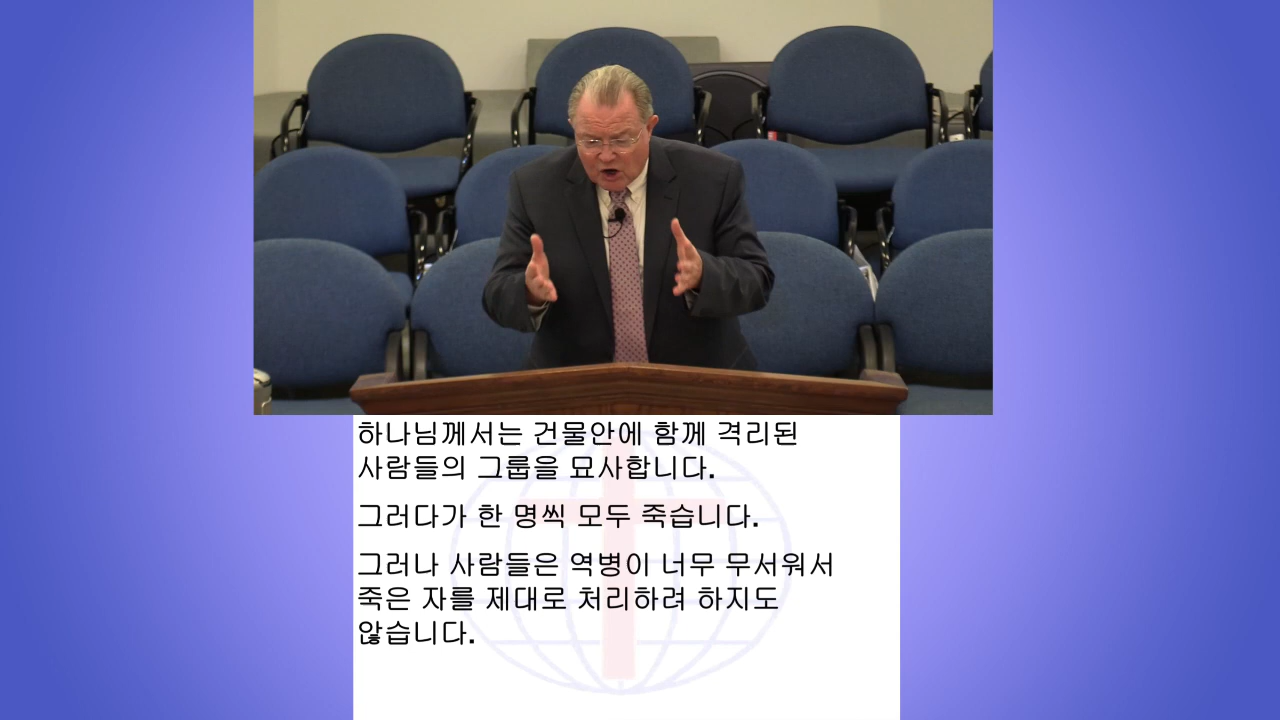 하나님께서는 건물안에 함께 격리된
사람들의 그룹을 묘사합니다.
그러다가 한 명씩 모두 죽습니다.
그러나 사람들은 역병이 너무 무서워서
죽은 자를 제대로 처리하려 하지도
않습니다.